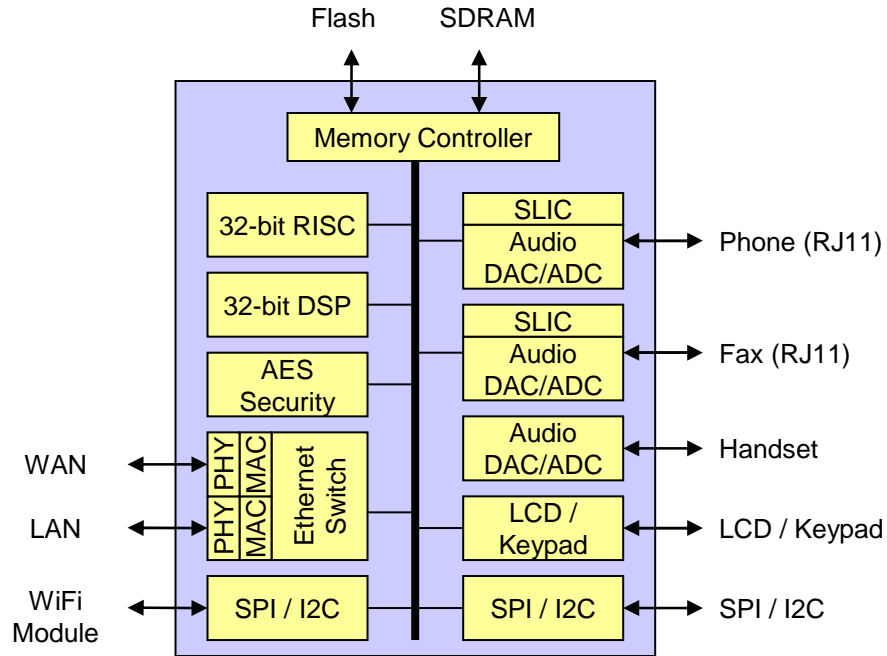 Flash
SDRAM
Memory Controller
32-bit RISC
SLIC
Audio
DAC/ADC
Phone (RJ11)
32-bit DSP
SLIC
Audio
DAC/ADC
Fax (RJ11)
AES
Security
Audio
DAC/ADC
Handset
WAN
PHY
MAC
LAN
PHY
MAC
Ethernet
Switch
LCD /
Keypad
LCD / Keypad
WiFi
Module
SPI / I2C
SPI / I2C
SPI / I2C